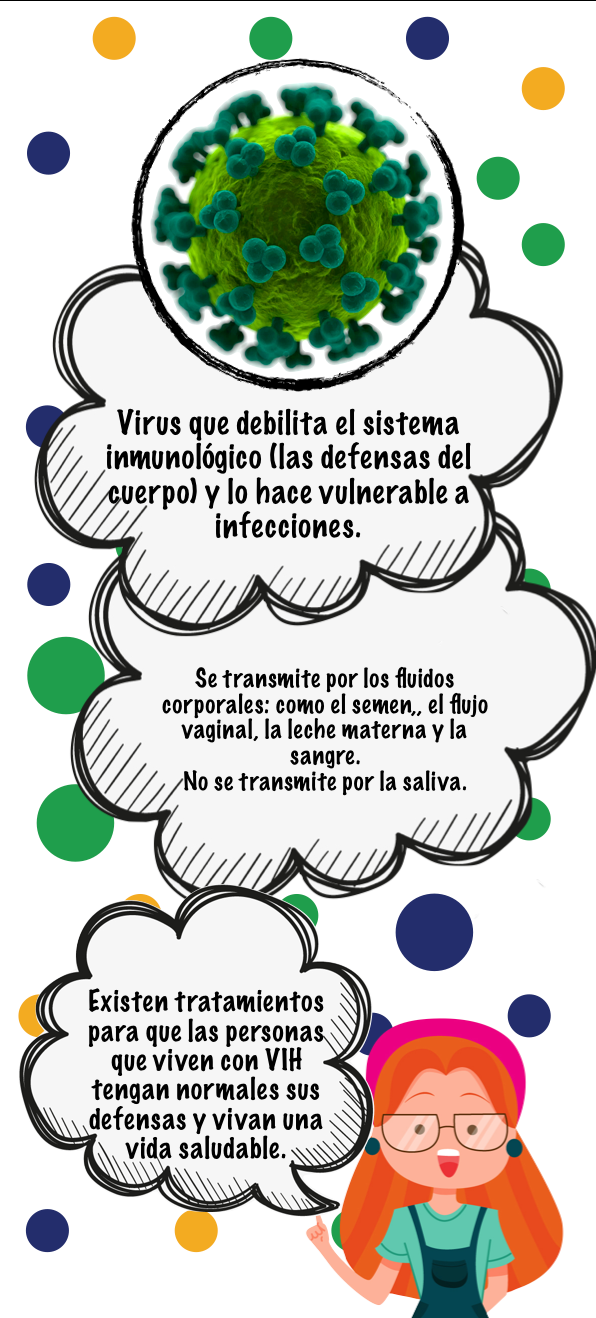 Virus que debilita el sistema
inmunológico (las defensas del
cuerpo) y lo hace vulnerable a
infecciones.
Se transmite por los fluidos
corporales: como el semen,, el flujo
vaginal, la leche materna y la
sangre.
No se transmite por la saliva.
Existen tratamientos
para que las personas
que viven con VIH
tengan normales sus
defensas y vivan una
vida saludable.